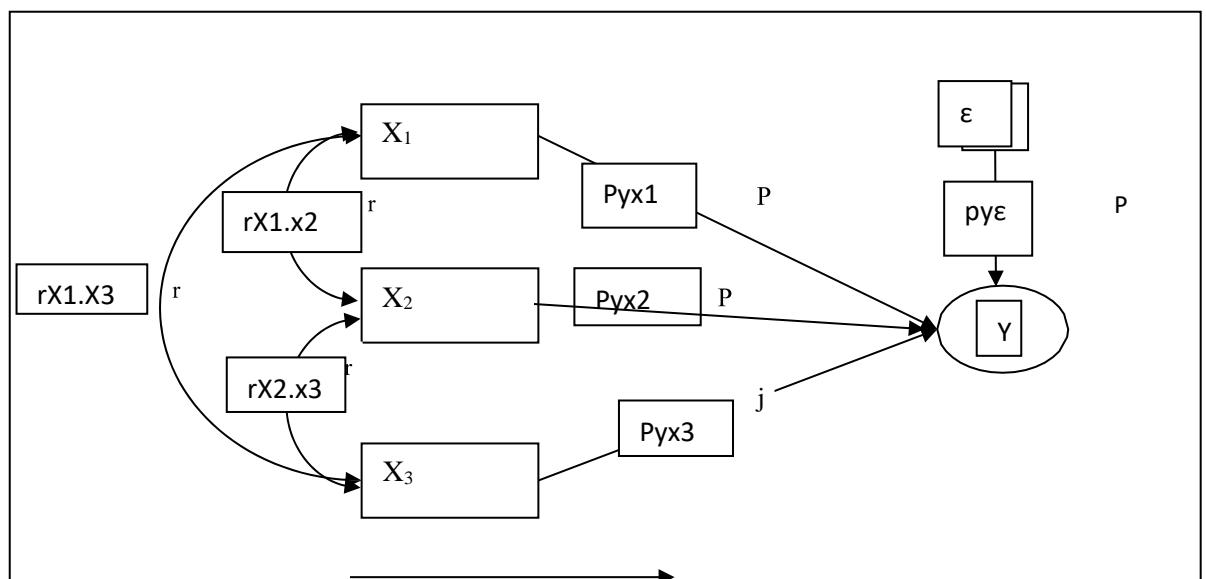 ε
X₁
Pyx1
P
pyε
P
rX1.x2
r
rX1.X3
r
X₂
Pyx2
P
Y
rX2.x3
r
j
Pyx3
X₃